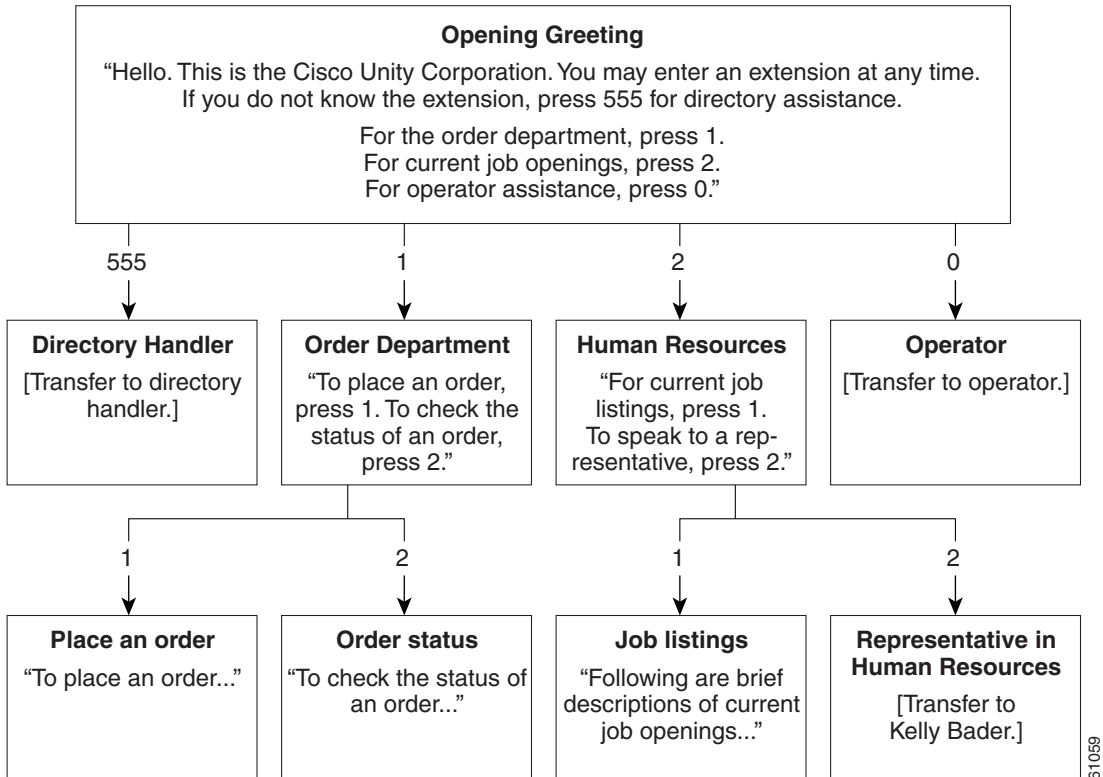 Opening Greeting
“Hello. This is the Cisco Unity Corporation. You may enter an extension at any time.
If you do not know the extension, press 555 for directory assistance.
For the order department, press 1.
For current job openings, press 2.
For operator assistance, press 0.”
555
1
2
0
Directory Handler
[Transfer to directory
handler.]
Order Department
“To place an order,
press 1. To check the
status of an order,
press 2.”
Human Resources
“For current job
listings, press 1.
To speak to a rep-
resentative, press 2.”
Operator
[Transfer to operator.]
1
2
1
2
Place an order
“To place an order...”
Order status
“To check the status of
an order...”
Job listings
“Following are brief
descriptions of current
job openings...”
Representative in
Human Resources
[Transfer to
Kelly Bader.]
61059